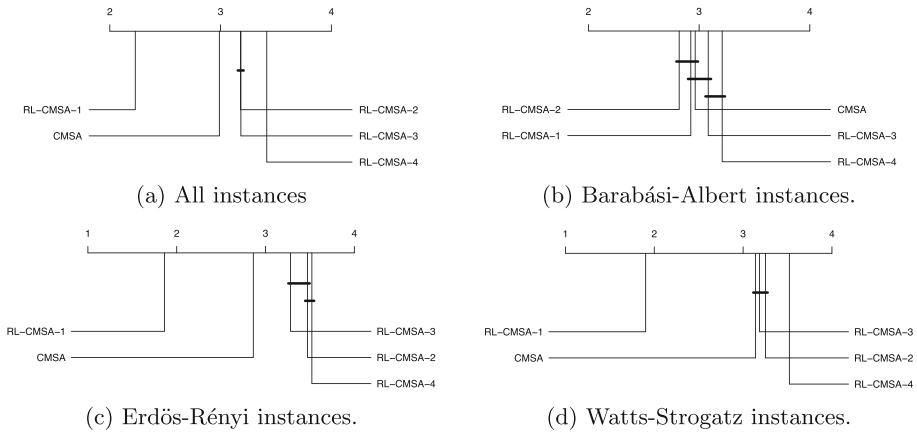 2 3 4
RL-CMSA-1 RL-CMSA-2
CMSA RL-CMSA-3
RL-CMSA-4
(a) All instances
2 3 4
RL-CMSA-2 CMSA
RL-CMSA-1 RL-CMSA-3
RL-CMSA-4
(b) Barabási-Albert instances.
1 2 3 4
RL-CMSA-1 RL-CMSA-3
CMSA RL-CMSA-2
RL-CMSA-4
(c) Erdös-Rényi instances.
1 2 3 4
RL-CMSA-1 RL-CMSA-3
CMSA RL-CMSA-2
RL-CMSA-4
(d) Watts-Strogatz instances.